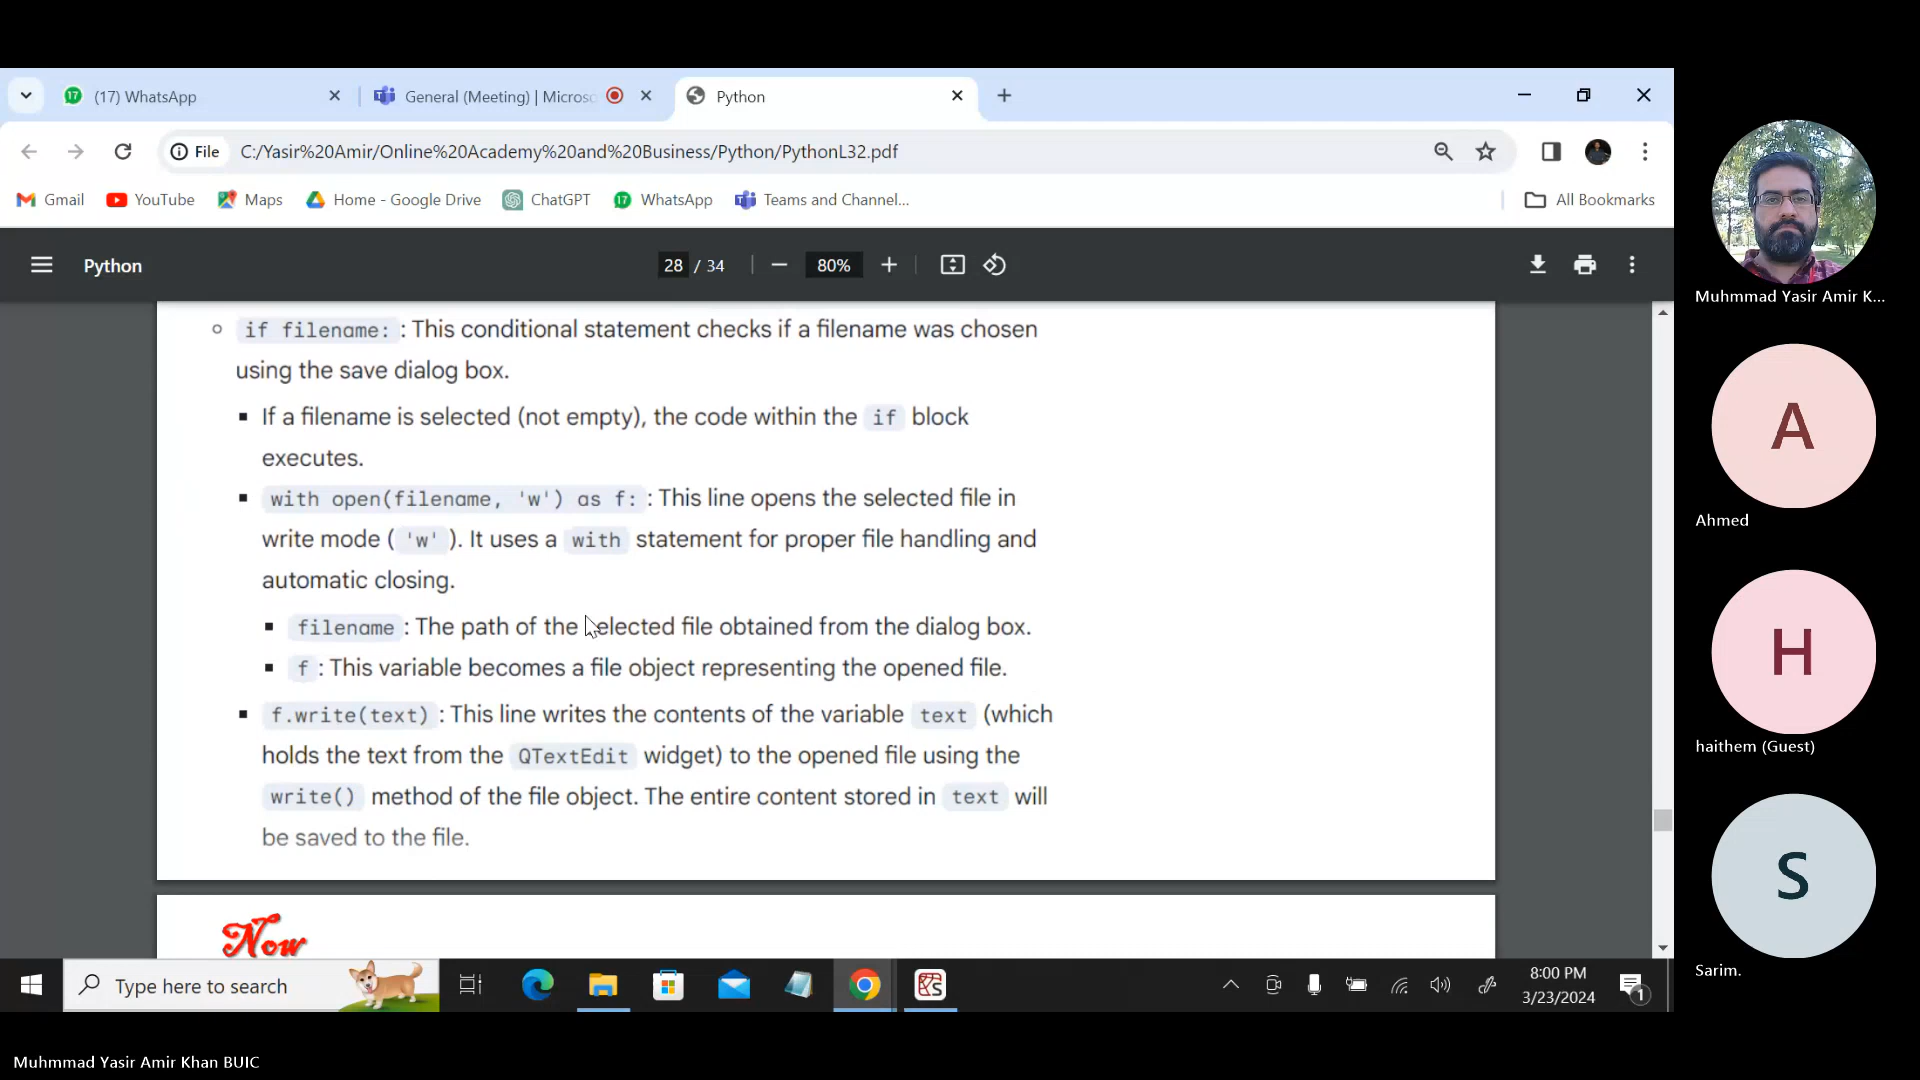 (17) WhatsApp
General (Meeting) | Microso
Python
File
C:/Yasir%20Amir/Online%20Academy%20and%20Business/Python/PythonL32.pdf
Gmail
YouTube
Maps
Home - Google Drive
ChatGPT
17
WhatsApp
Teams and Channel...
All Bookmarks
Python
28 / 34
80%
if filename: : This conditional statement checks if a filename was chosen
using the save dialog box.
If a filename is selected (not empty), the code within the if block
executes.
with open(filename, 'w') as f: : This line opens the selected file in
write mode ( 'w' ). It uses a with statement for proper file handling and
automatic closing.
filename : The path of the selected file obtained from the dialog box.
f : This variable becomes a file object representing the opened file.
f.write(text) : This line writes the contents of the variable text (which
holds the text from the QTextEdit widget) to the opened file using the
write() method of the file object. The entire content stored in text will
be saved to the file.
Now
Type here to search
8:00 PM
3/23/2024
1
Muhmmad Yasir Amir K...
A
Ahmed
H
haithem (Guest)
S
Sarim.
Muhmmad Yasir Amir Khan BUIC